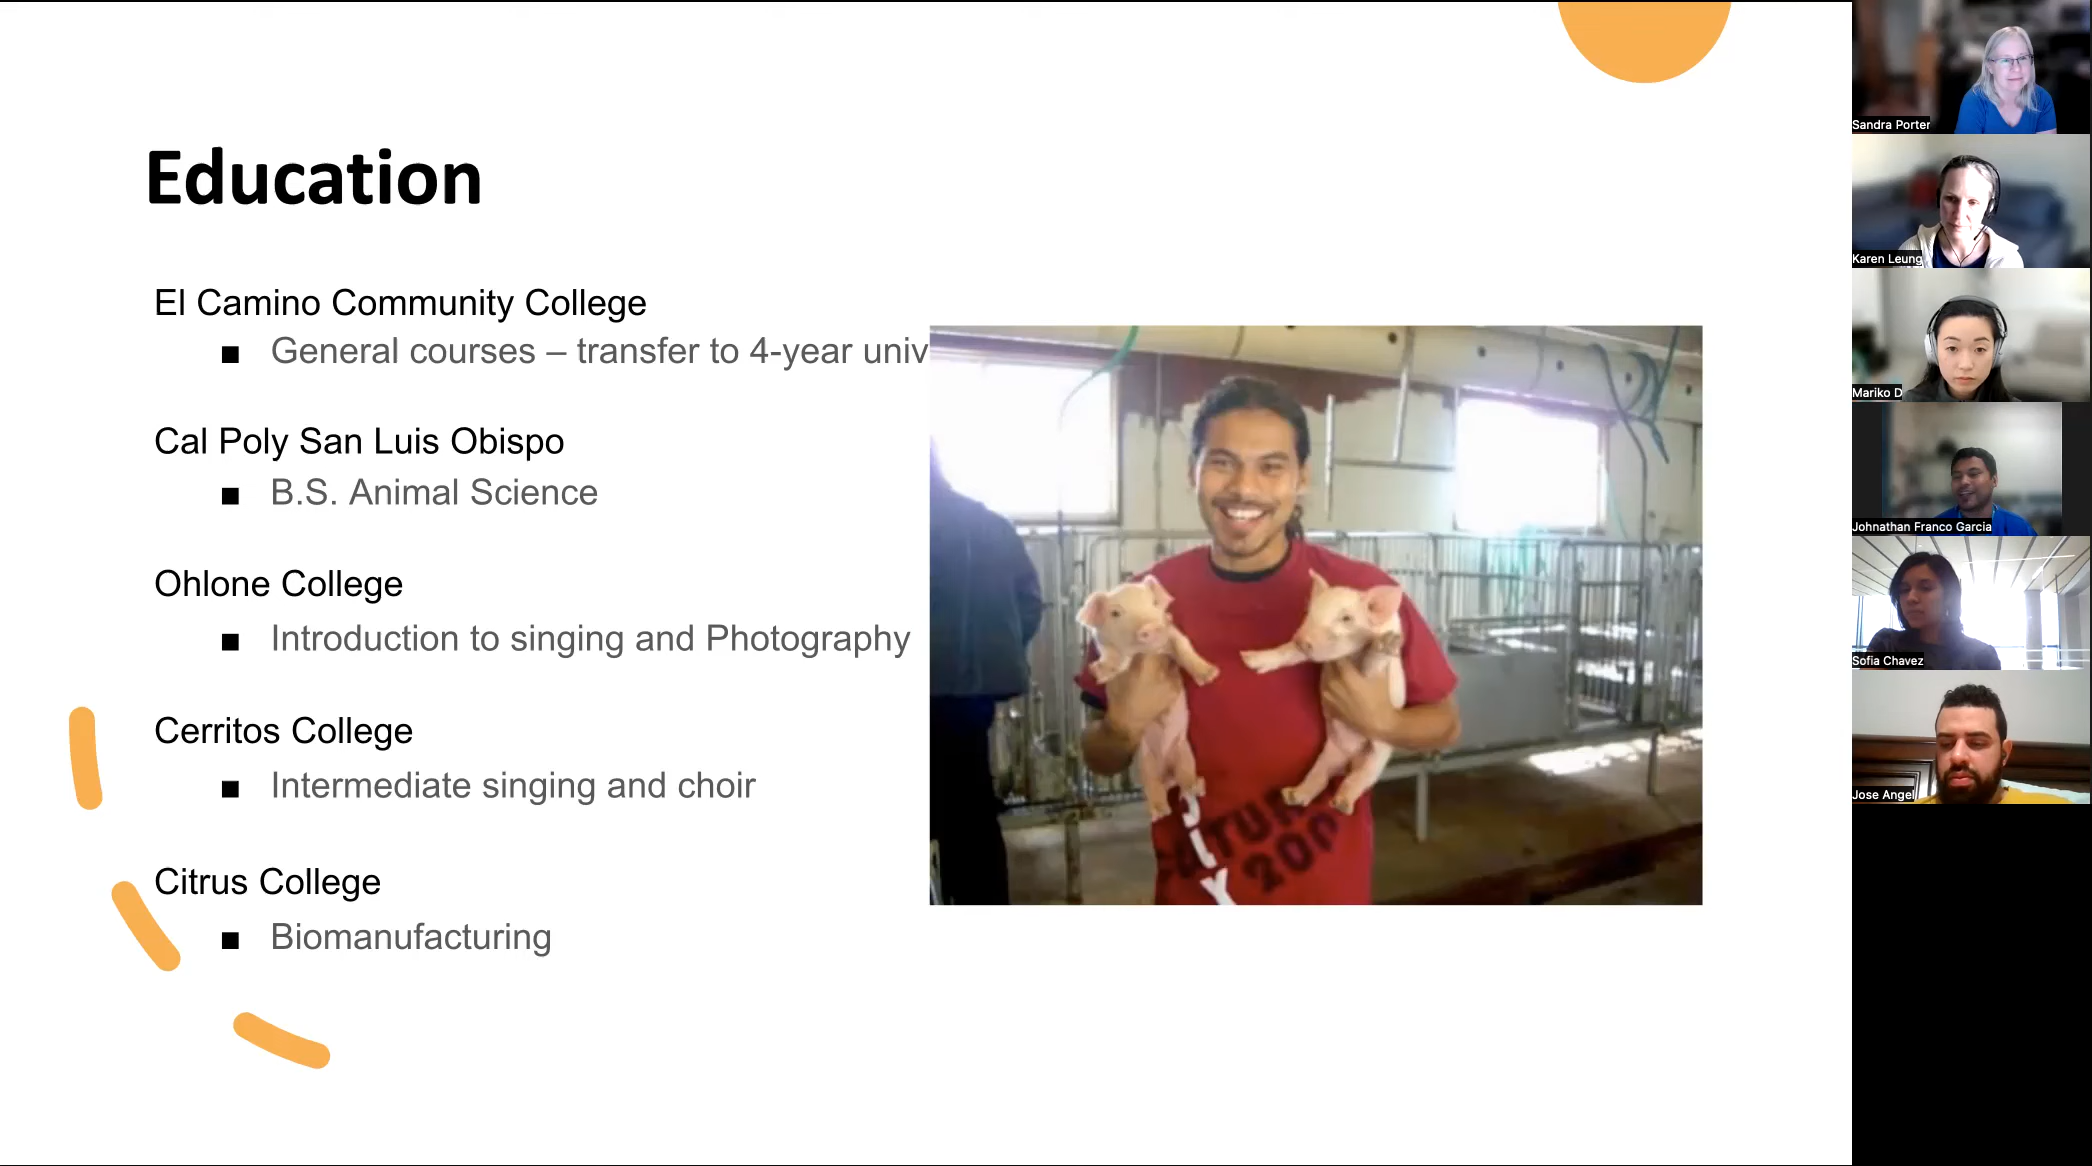 Education
El Camino Community College
■ General courses – transfer to 4-year univ
Cal Poly San Luis Obispo
■ B.S. Animal Science
Ohlone College
■ Introduction to singing and Photography
Cerritos College
■ Intermediate singing and choir
Citrus College
■ Biomanufacturing
200
Sandra Porter
Karen Leung
Mariko D
Johnathan Franco Garcia
Sofia Chavez
Jose Angel